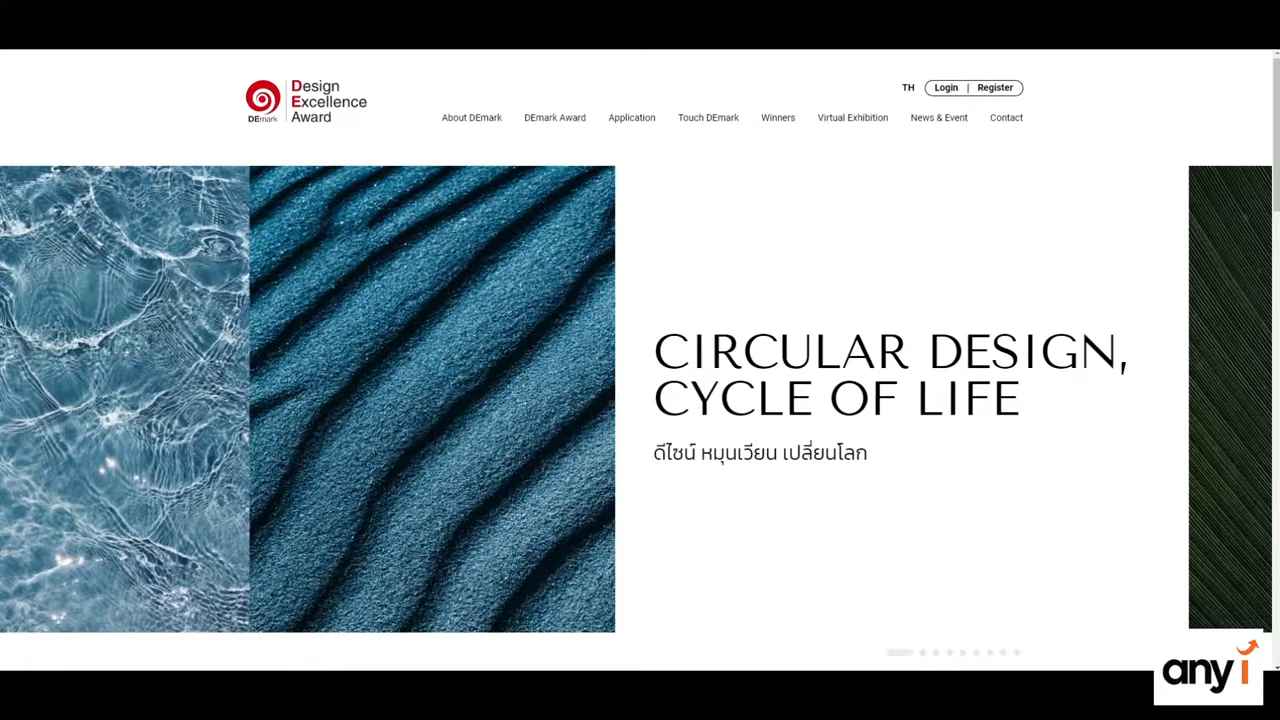 Design
Excellence
Award
DEmark
TH
Login | Register
About DEmark
DEmark Award
Application
Touch DEmark
Winners
Virtual Exhibition
News & Event
Contact
CIRCULAR DESIGN,
CYCLE OF LIFE
ดีไซน์ หมุนเวียน เปลี่ยนโลก
any i